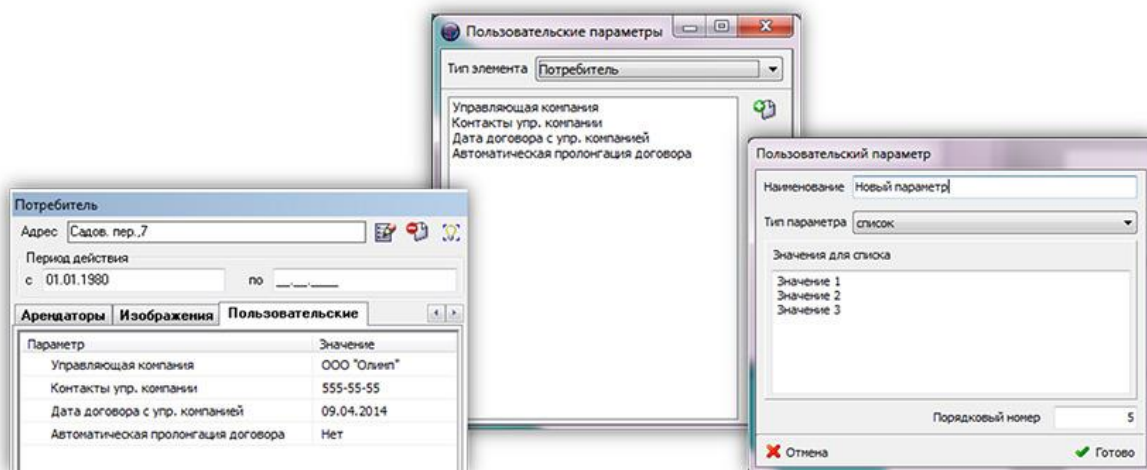 Пользовательские параметры
Тип элемента Потребитель
Управляющая компания
Контакты упр. компании
Дата договора с упр. компанией
Автоматическая пролонгация договора
Пользовательский параметр
Наименование Новый параметр
Тип параметра список
Значения для списка
Значение 1
Значение 2
Значение 3
Порядковый номер 5
Отмена Готово
Потребитель
Адрес Садов. пер.,7
Период действия
с 01.01.1980 по __.__.____
Арендаторы Изображения Пользовательские
Параметр Значение
Управляющая компания ООО "Олимп"
Контакты упр. компании 555-55-55
Дата договора с упр. компанией 09.04.2014
Автоматическая пролонгация договора Нет